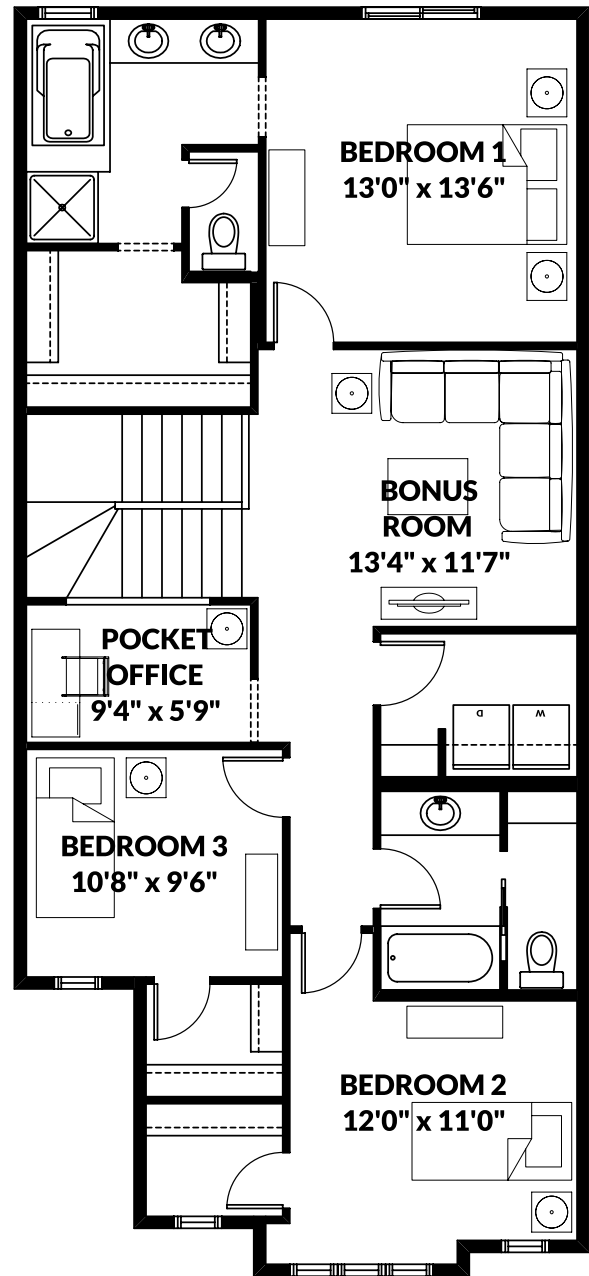 BEDROOM 1
13'0" x 13'6"
BONUS
ROOM
13'4" x 11'7"
POCKET
OFFICE
9'4" x 5'9"
D
W
BEDROOM 3
10'8" x 9'6"
BEDROOM 2
12'0" x 11'0"